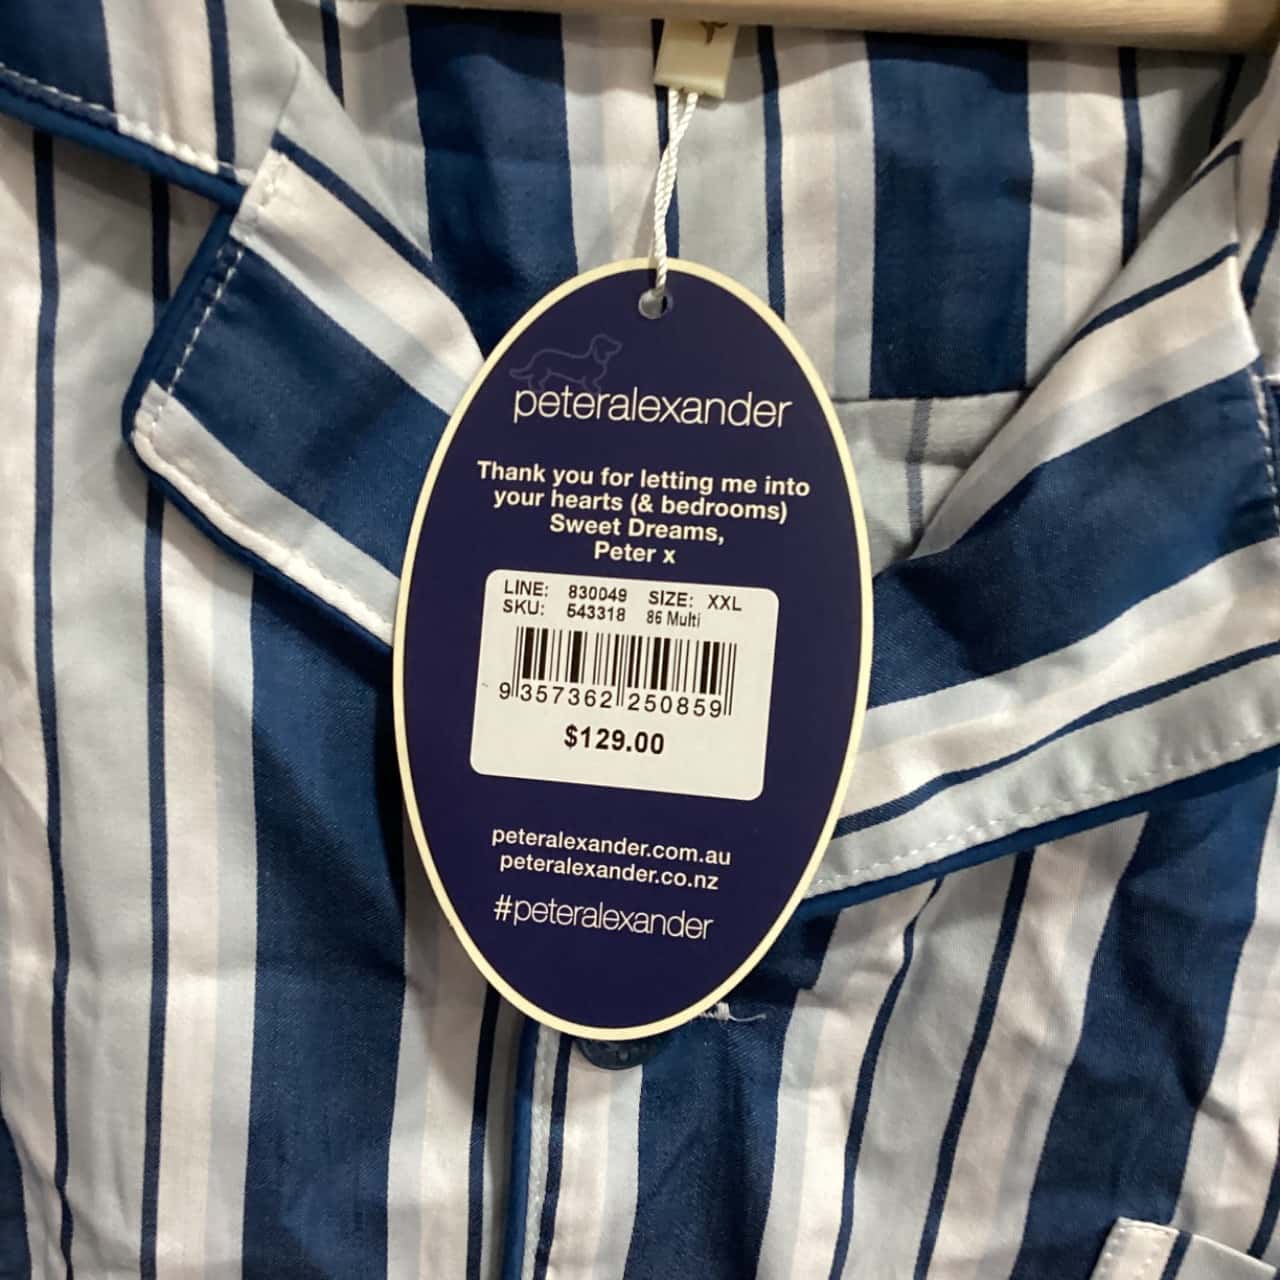 peteralexander
Thank you for letting me into
your hearts (& bedrooms)
Sweet Dreams,
Peter x
LINE: 830049 SIZE: XXL
SKU: 543318 86 Multi
9 357362 250859
$129.00
peteralexander.com.au
peteralexander.co.nz
#peteralexander